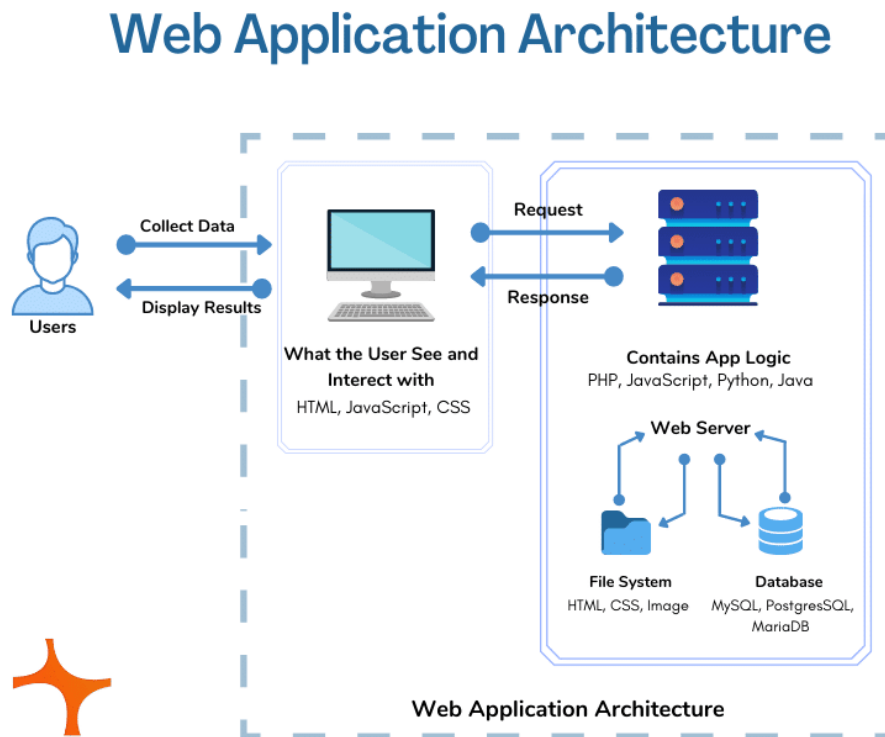 Web Application Architecture
Collect Data
Display Results
Users
What the User See and
Interect with
HTML, JavaScript, CSS
Request
Response
Contains App Logic
PHP, JavaScript, Python, Java
Web Server
File System
HTML, CSS, Image
Database
MySQL, PostgresSQL,
MariaDB
Web Application Architecture